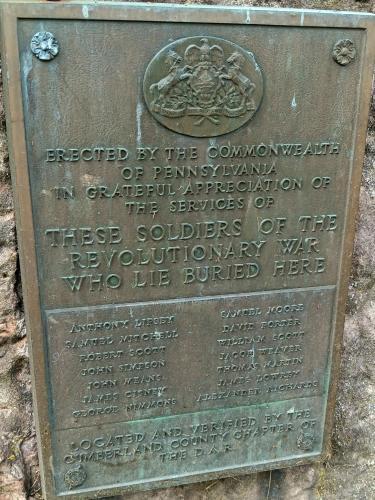 ERECTED BY THE COMMONWEALTH
OF PENNSYLVANIA
IN GRATEFUL APPRECIATION OF
THE SERVICES OF
THESE SOLDIERS OF THE
REVOLUTIONARY WAR
WHO LIE BURIED HERE
ANTHONY
SAMUEL MITCHELL
ROBERT SCOTT
JOHN SIMPSON
JOHN MEANS
JAMES
GEORGE SIMMONS
SAMUEL MOORE
DAVID FOSTER
WILLIAM SCOTT
JACOB WEAVER
THOMAS MARTIN
JAMES LOWERY
ALEXANDER RICHARDS
LOCATED AND VERIFIED BY THE
CUMBERLAND COUNTY CHAPTER OF
THE D.A.R.